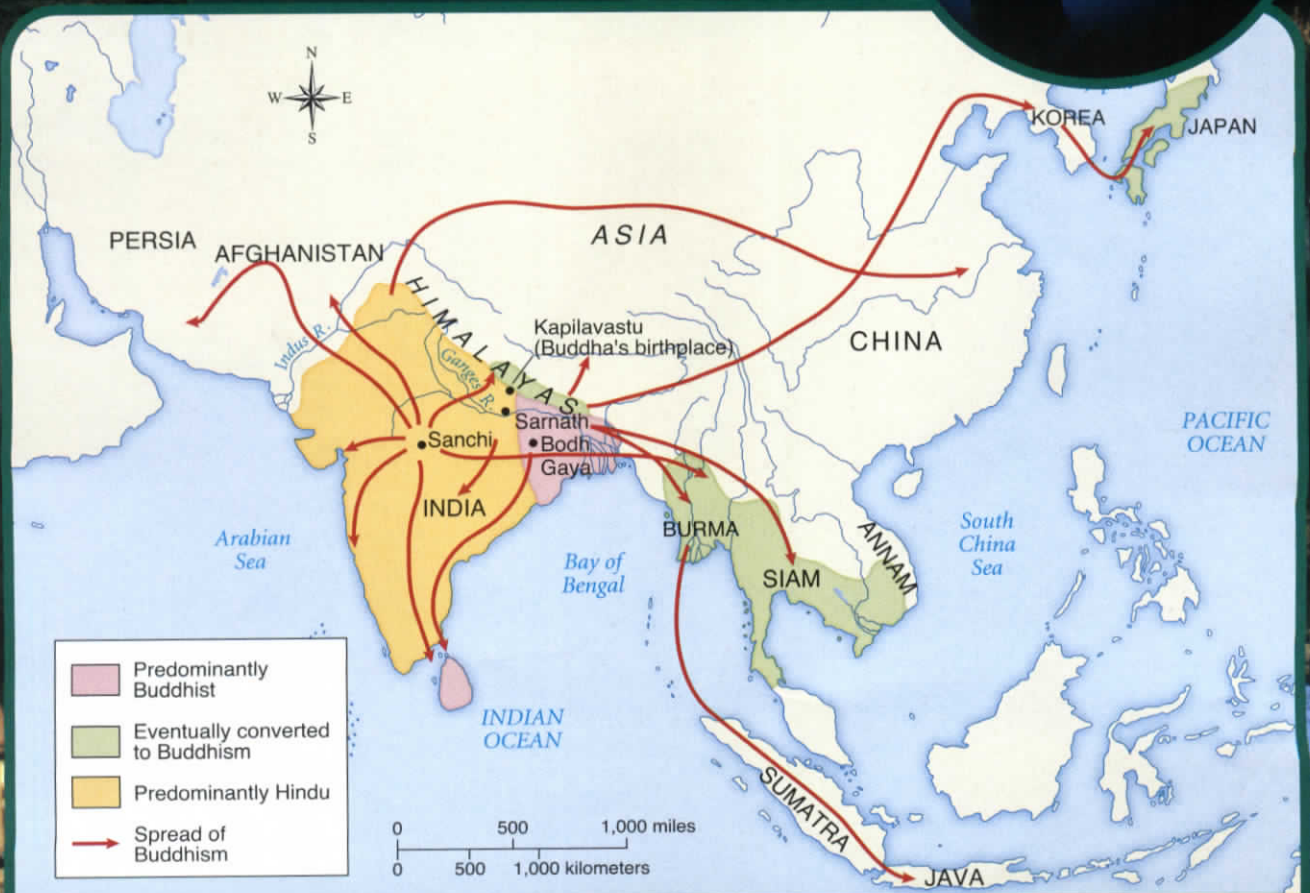 N
W E
S
KOREA
JAPAN
PERSIA
AFGHANISTAN
ASIA
HIMALAYAS
Indus R.
Ganges R.
Kapilavastu
(Buddha's birthplace)
CHINA
Sarnath
Sanchi
Bodh
Gaya
INDIA
PACIFIC
OCEAN
Arabian
Sea
Bay of
Bengal
BURMA
SIAM
ANNAM
South
China
Sea
INDIAN
OCEAN
SUMATRA
JAVA
Predominantly
Buddhist
Eventually converted
to Buddhism
Predominantly Hindu
Spread of
Buddhism
0 500 1,000 miles
0 500 1,000 kilometers